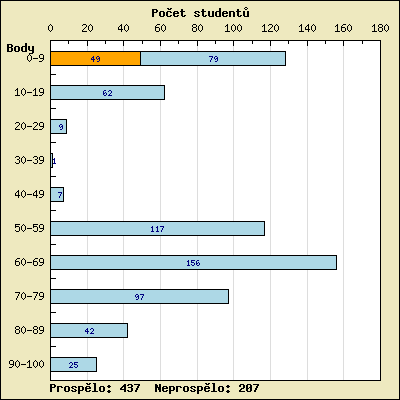 Počet studentů
0 20 40 60 80 100 120 140 160 180
Body
0-9 49 79
10-19 62
20-29 9
30-39 1
40-49 7
50-59 117
60-69 156
70-79 97
80-89 42
90-100 25
Prospělo: 437 Neprospělo: 207